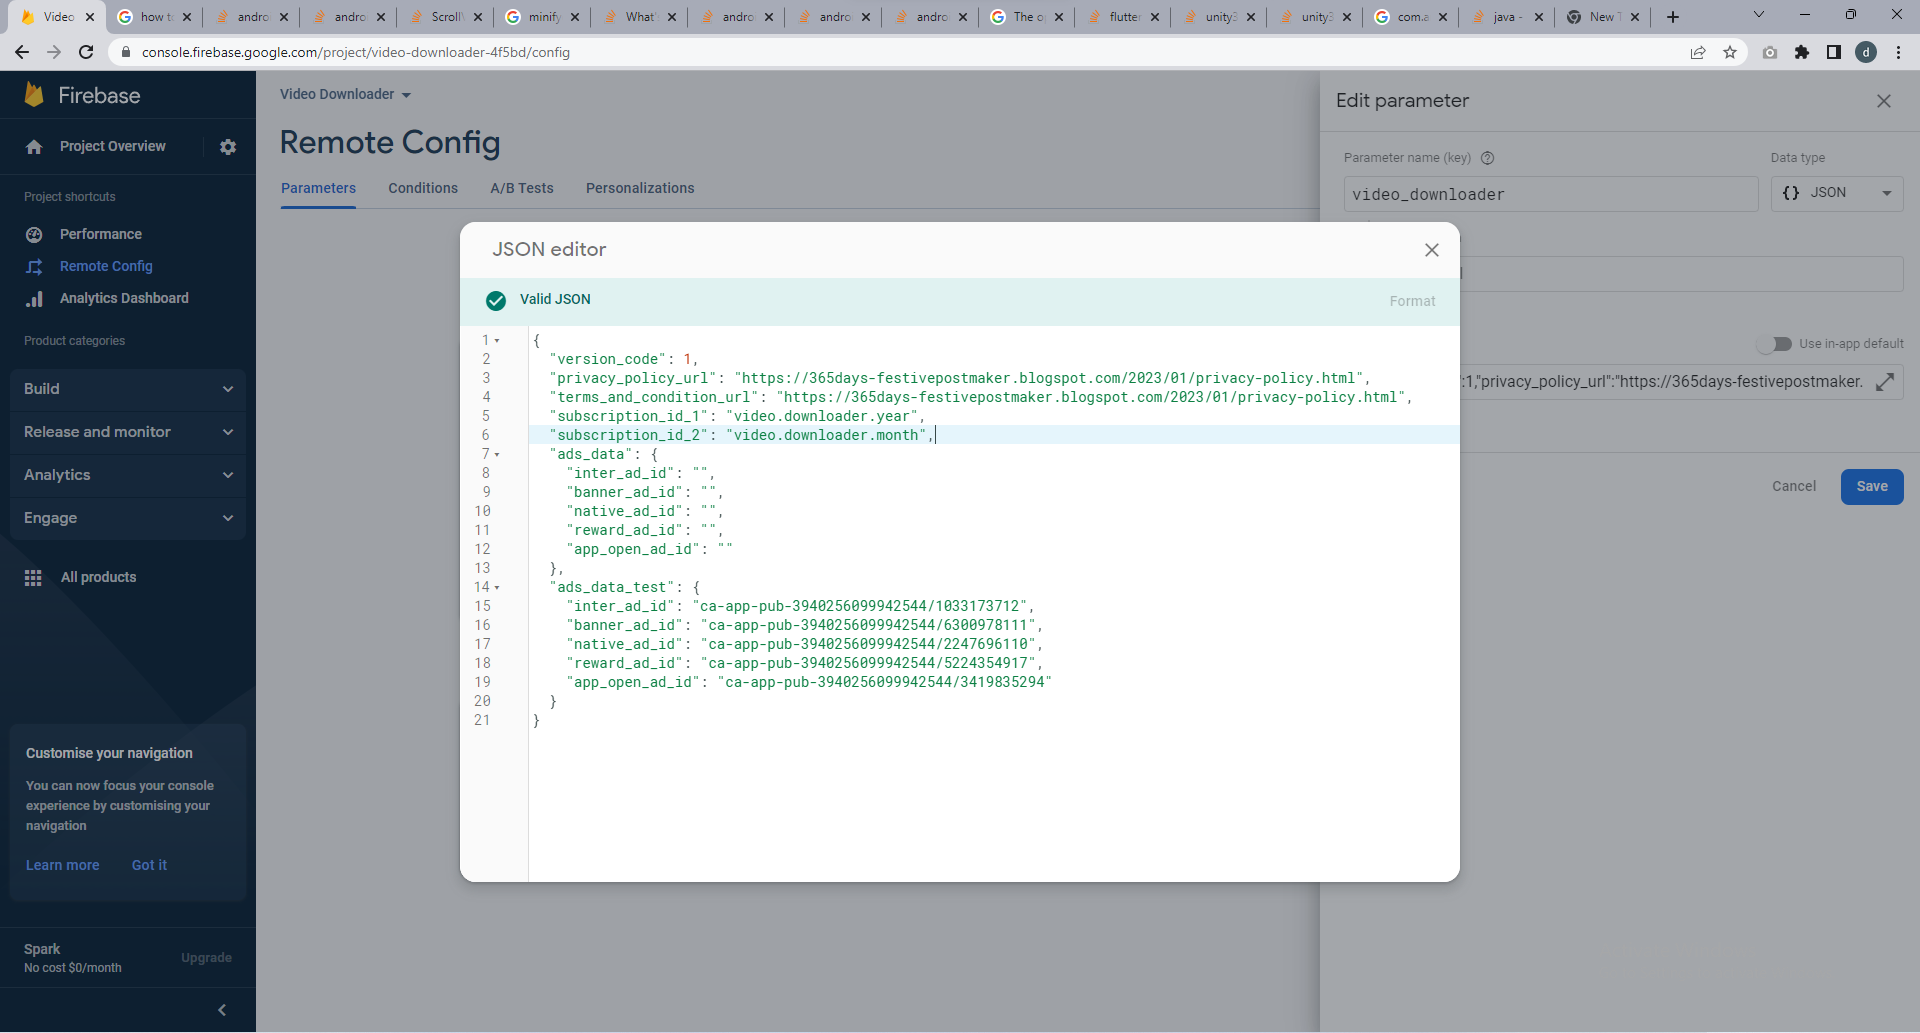 Video
how to
andro
andro
Scroll
minify
What'
andro
andro
andro
The o
flutter
unity3
unity3
com.a
java -
New T
console.firebase.google.com/project/video-downloader-4f5bd/config
d
Firebase
Project Overview
Project shortcuts
Performance
Remote Config
Analytics Dashboard
Product categories
Build
Release and monitor
Analytics
Engage
All products
Customise your navigation
You can now focus your console
experience by customising your
navigation
Learn more Got it
Spark
No cost $0/month
Upgrade
Video Downloader
Remote Config
Parameters Conditions A/B Tests Personalizations
Edit parameter
Parameter name (key)
Data type
video_downloader
{} JSON
Use in-app default
":1,"privacy_policy_url":"https://365days-festivepostmaker.
Cancel Save
JSON editor
Valid JSON
Format
1 {
2 "version_code": 1,
3 "privacy_policy_url": "https://365days-festivepostmaker.blogspot.com/2023/01/privacy-policy.html",
4 "terms_and_condition_url": "https://365days-festivepostmaker.blogspot.com/2023/01/privacy-policy.html",
5 "subscription_id_1": "video.downloader.year",
6 "subscription_id_2": "video.downloader.month",
7 "ads_data": {
8 "inter_ad_id": "",
9 "banner_ad_id": "",
10 "native_ad_id": "",
11 "reward_ad_id": "",
12 "app_open_ad_id": ""
13 },
14 "ads_data_test": {
15 "inter_ad_id": "ca-app-pub-3940256099942544/1033173712",
16 "banner_ad_id": "ca-app-pub-3940256099942544/6300978111",
17 "native_ad_id": "ca-app-pub-3940256099942544/2247696110",
18 "reward_ad_id": "ca-app-pub-3940256099942544/5224354917",
19 "app_open_ad_id": "ca-app-pub-3940256099942544/3419835294"
20 }
21 }